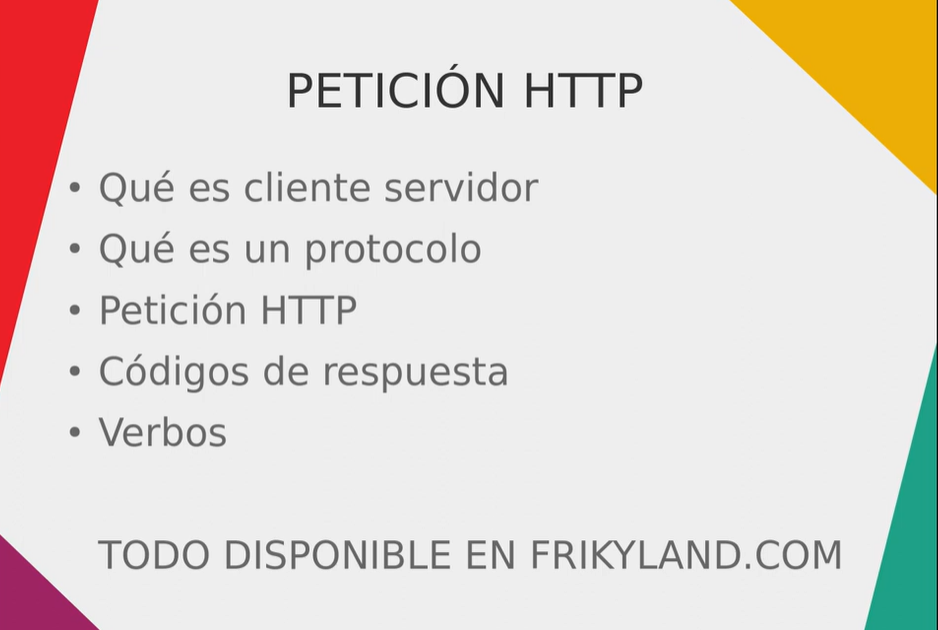 PETICIÓN HTTP
• Qué es cliente servidor
• Qué es un protocolo
• Petición HTTP
• Códigos de respuesta
• Verbos
TODO DISPONIBLE EN FRIKYLAND.COM